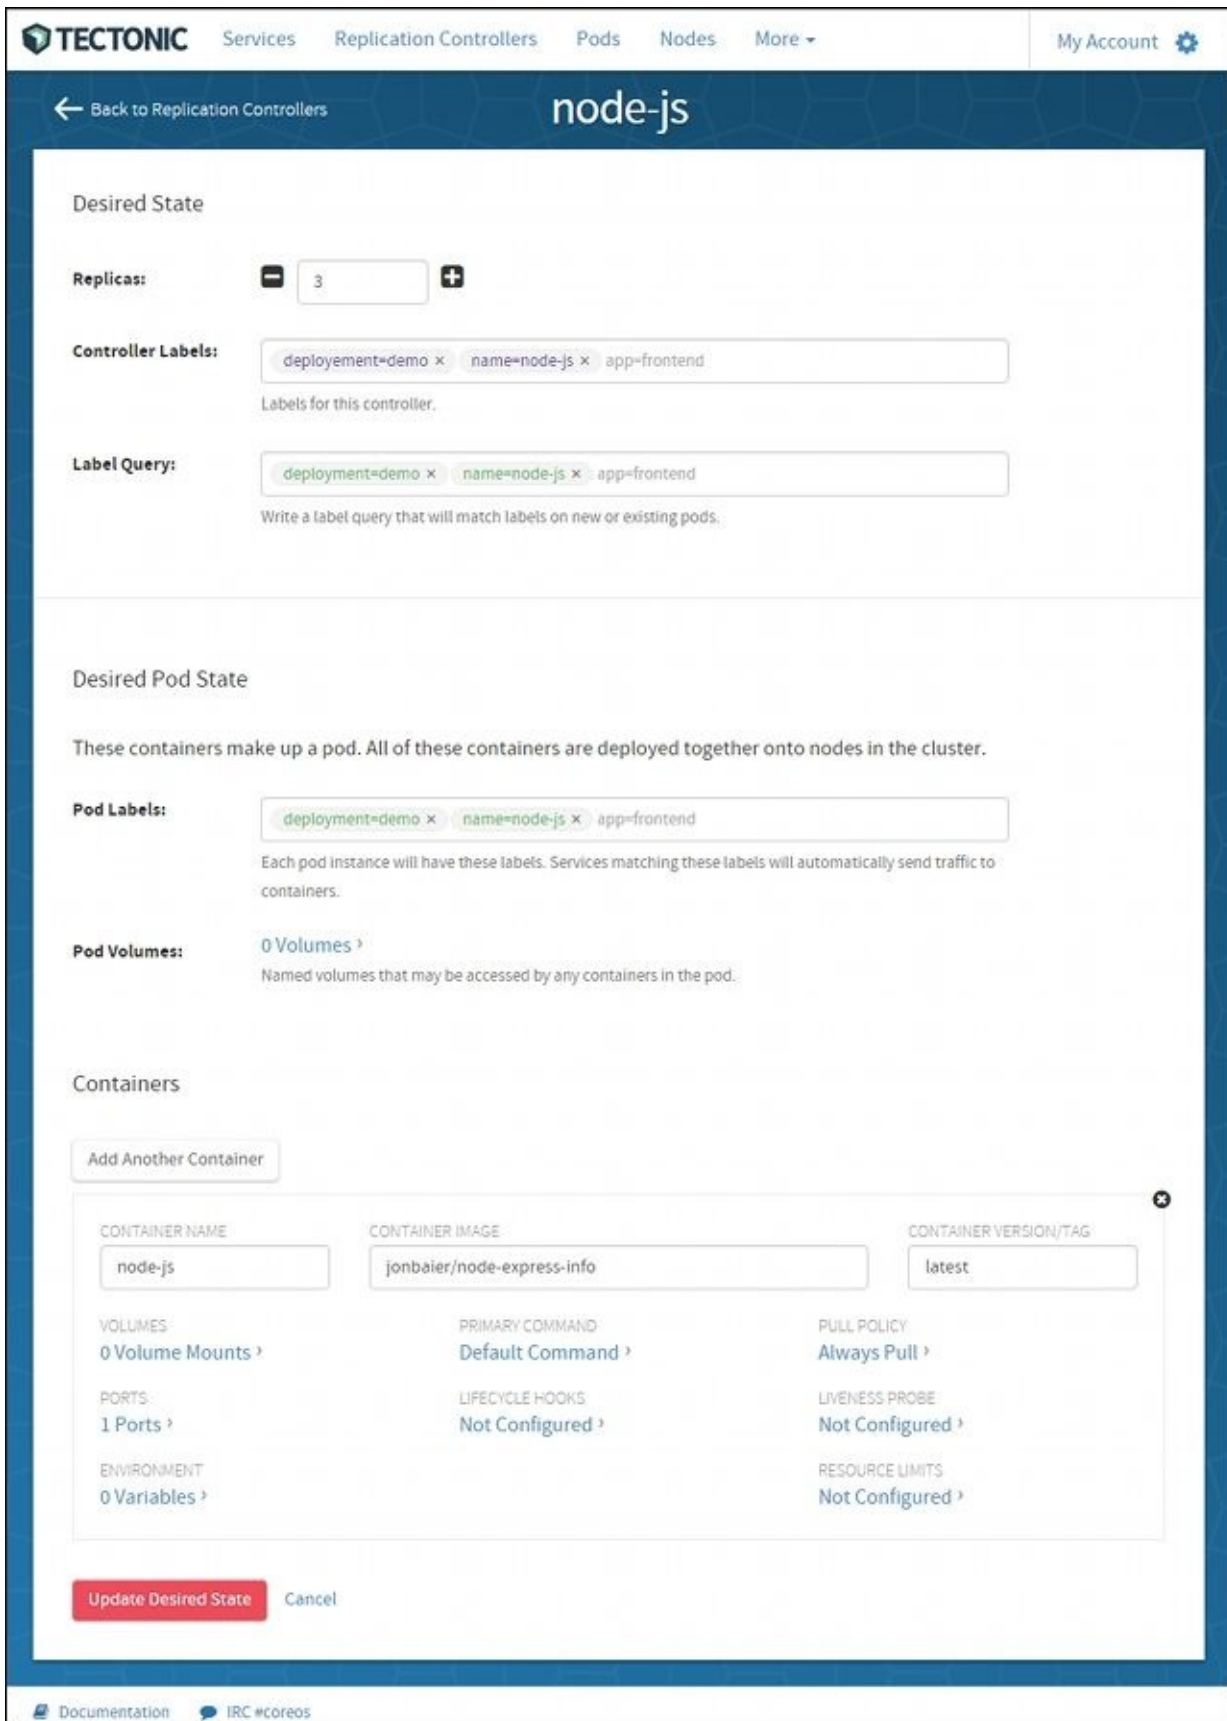 TECTONIC Services Replication Controllers Pods Nodes More My Account
Back to Replication Controllers node-js
Desired State
Replicas: 3
Controller Labels: deployement=demo × name=node-js × app=frontend
Labels for this controller.
Label Query: deployment=demo × name=node-js × app=frontend
Write a label query that will match labels on new or existing pods.
Desired Pod State
These containers make up a pod. All of these containers are deployed together onto nodes in the cluster.
Pod Labels: deployment=demo × name=node-js × app=frontend
Each pod instance will have these labels. Services matching these labels will automatically send traffic to
containers.
Pod Volumes: 0 Volumes ›
Named volumes that may be accessed by any containers in the pod.
Containers
Add Another Container
CONTAINER NAME CONTAINER IMAGE CONTAINER VERSION/TAG
node-js jonbaier/node-express-info latest
VOLUMES PRIMARY COMMAND PULL POLICY
0 Volume Mounts › Default Command › Always Pull ›
PORTS LIFECYCLE HOOKS LIVENESS PROBE
1 Ports › Not Configured › Not Configured ›
ENVIRONMENT RESOURCE LIMITS
0 Variables › Not Configured ›
Update Desired State Cancel
Documentation IRC #coreos